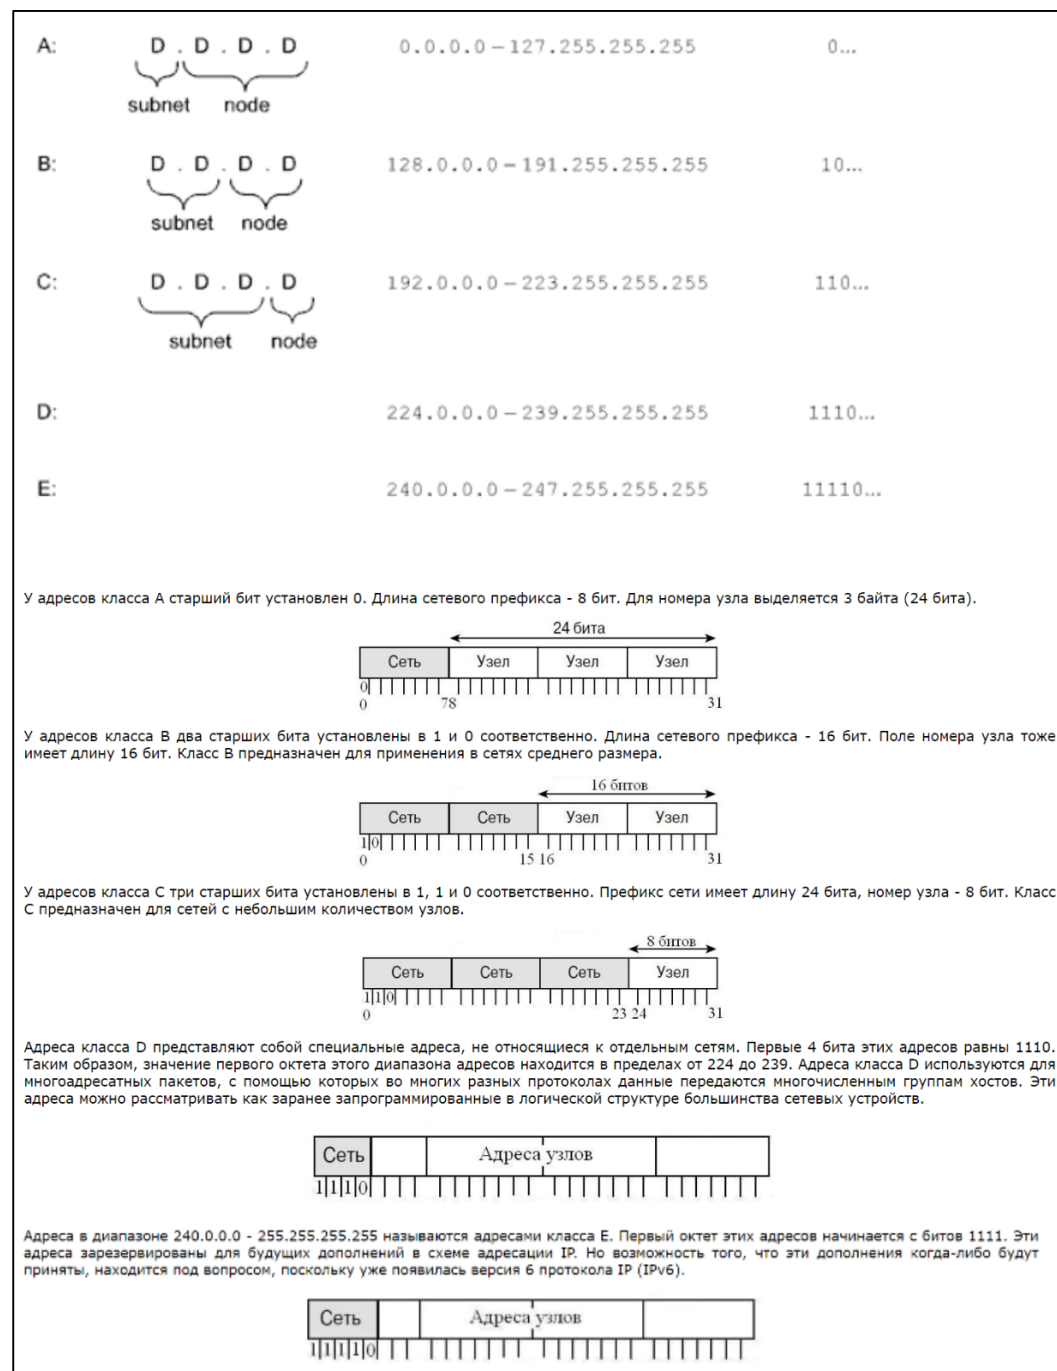 A: D . D . D . D 0.0.0.0 – 127.255.255.255 0...
subnet node
B: D . D . D . D 128.0.0.0 – 191.255.255.255 10...
subnet node
C: D . D . D . D 192.0.0.0 – 223.255.255.255 110...
subnet node
D: 224.0.0.0 – 239.255.255.255 1110...
E: 240.0.0.0 – 247.255.255.255 11110...
У адресов класса A старший бит установлен 0. Длина сетевого префикса - 8 бит. Для номера узла выделяется 3 байта (24 бита).
24 бита
Сеть Узел Узел Узел
0
0 78 31
У адресов класса B два старших бита установлены в 1 и 0 соответственно. Длина сетевого префикса - 16 бит. Поле номера узла тоже
имеет длину 16 бит. Класс B предназначен для применения в сетях среднего размера.
16 битов
Сеть Сеть Узел Узел
1 0
0 15 16 31
У адресов класса C три старших бита установлены в 1, 1 и 0 соответственно. Префикс сети имеет длину 24 бита, номер узла - 8 бит. Класс
C предназначен для сетей с небольшим количеством узлов.
8 битов
Сеть Сеть Сеть Узел
1 1 0
0 23 24 31
Адреса класса D представляют собой специальные адреса, не относящиеся к отдельным сетям. Первые 4 бита этих адресов равны 1110.
Таким образом, значение первого октета этого диапазона адресов находится в пределах от 224 до 239. Адреса класса D используются для
многоадресатных пакетов, с помощью которых во многих разных протоколах данные передаются многочисленным группам хостов. Эти
адреса можно рассматривать как заранее запрограммированные в логической структуре большинства сетевых устройств.
Сеть Адреса узлов
1 1 1 0
Адреса в диапазоне 240.0.0.0 - 255.255.255.255 называются адресами класса E. Первый октет этих адресов начинается с битов 1111. Эти
адреса зарезервированы для будущих дополнений в схеме адресации IP. Но возможность того, что эти дополнения когда-либо будут
приняты, находится под вопросом, поскольку уже появилась версия 6 протокола IP (IPv6).
Сеть Адреса узлов
1 1 1 1 0